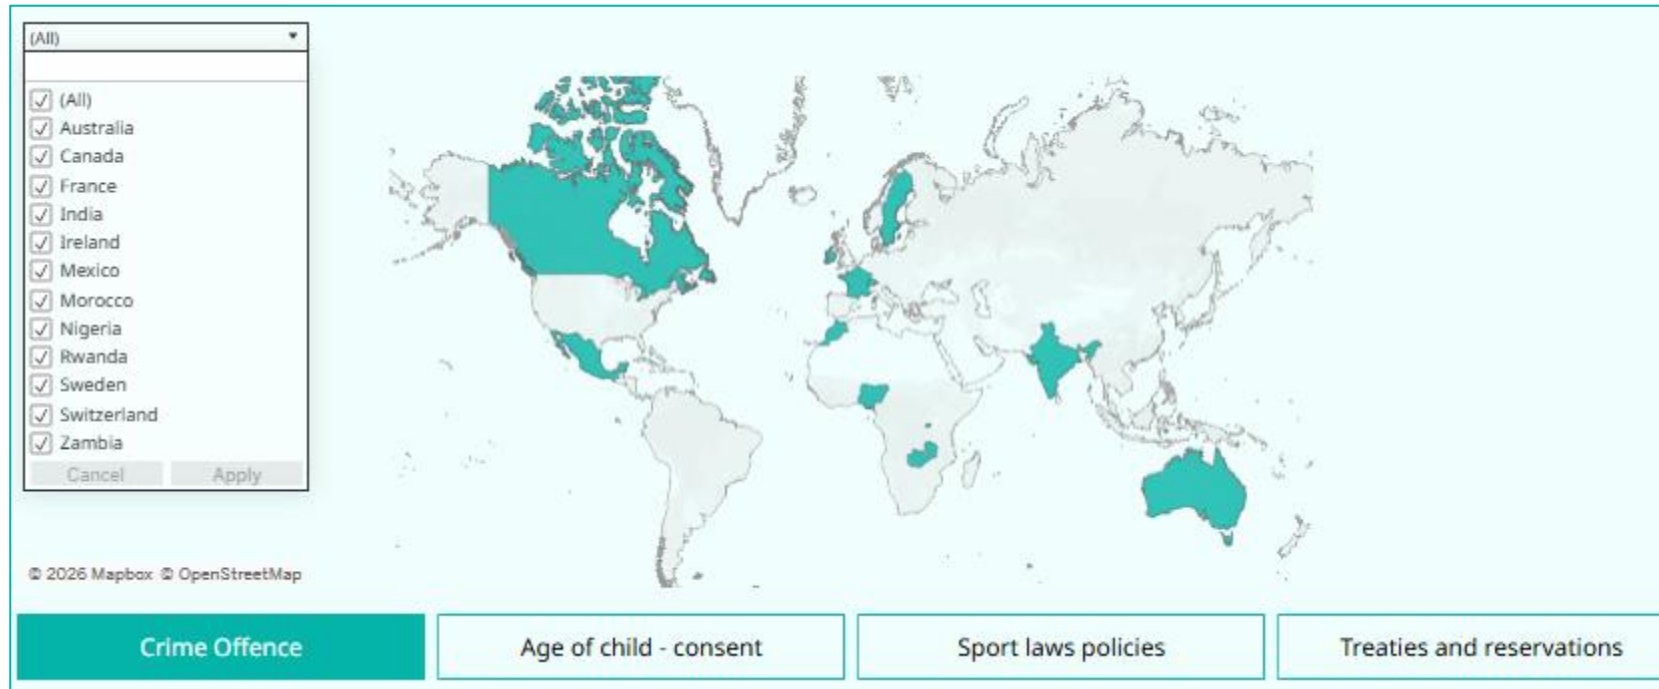 (All)
(All)
Australia
Canada
France
India
Ireland
Mexico
Morocco
Nigeria
Rwanda
Sweden
Switzerland
Zambia
Cancel Apply
© 2026 Mapbox © OpenStreetMap
Crime Offence Age of child - consent Sport laws policies Treaties and reservations